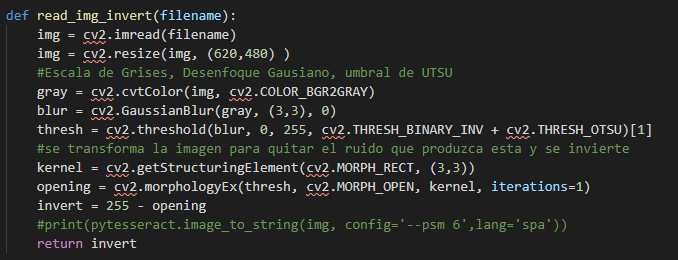 def read_img_invert(filename):
    img = cv2.imread(filename)
    img = cv2.resize(img, (620,480) )
    #Escala de Grises, Desenfoque Gausiano, umbral de UTSU
    gray = cv2.cvtColor(img, cv2.COLOR_BGR2GRAY)
    blur = cv2.GaussianBlur(gray, (3,3), 0)
    thresh = cv2.threshold(blur, 0, 255, cv2.THRESH_BINARY_INV + cv2.THRESH_OTSU)[1]
    #se transforma la imagen para quitar el ruido que produzca esta y se invierte
    kernel = cv2.getStructuringElement(cv2.MORPH_RECT, (3,3))
    opening = cv2.morphologyEx(thresh, cv2.MORPH_OPEN, kernel, iterations=1)
    invert = 255 - opening
    #print(pytesseract.image_to_string(img, config='--psm 6',lang='spa'))
    return invert